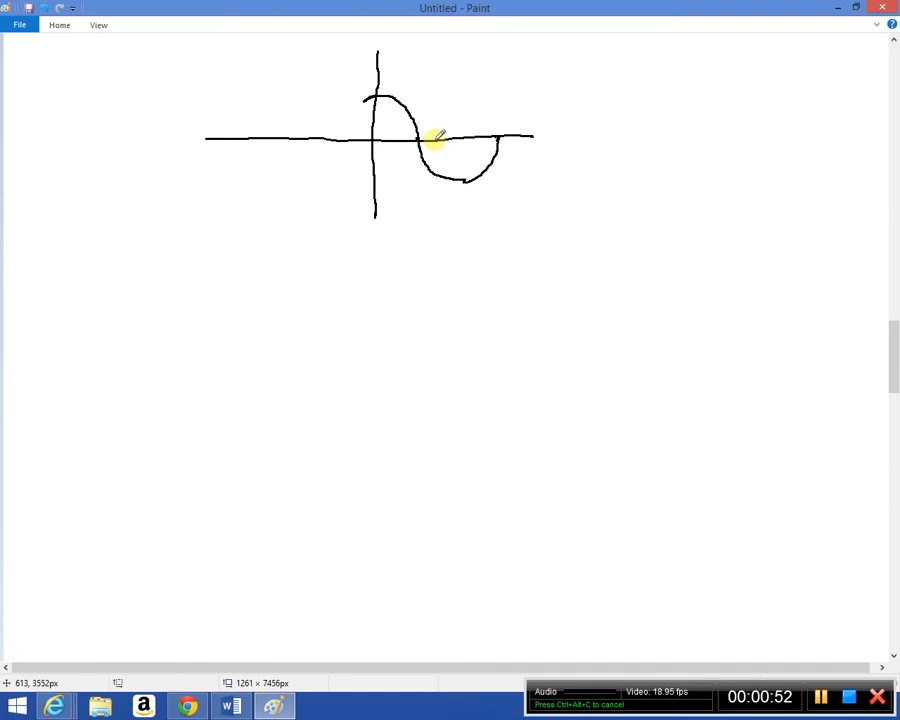 Untitled - Paint
File Home View
613, 3552px 1261 × 7456px
Audio Video: 18.95 fps 00:00:52
Press Ctrl+Alt+C to cancel